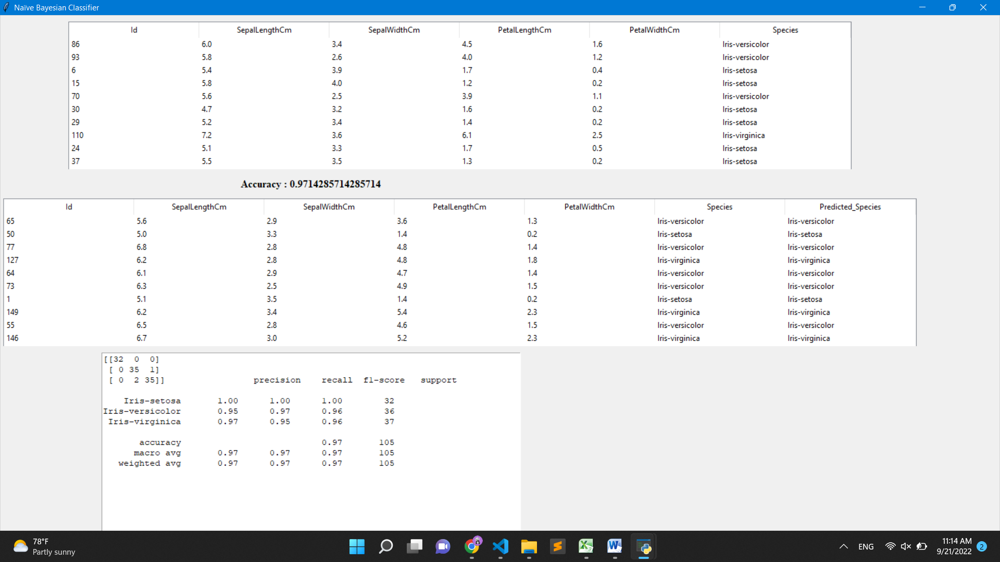 Naïve Bayesian Classifier
Id SepalLengthCm SepalWidthCm PetalLengthCm PetalWidthCm Species
86 6.0 3.4 4.5 1.6 Iris-versicolor
93 5.8 2.6 4.0 1.2 Iris-versicolor
6 5.4 3.9 1.7 0.4 Iris-setosa
15 5.8 4.0 1.2 0.2 Iris-setosa
70 5.6 2.5 3.9 1.1 Iris-versicolor
30 4.7 3.2 1.6 0.2 Iris-setosa
29 5.2 3.4 1.4 0.2 Iris-setosa
110 7.2 3.6 6.1 2.5 Iris-virginica
24 5.1 3.3 1.7 0.5 Iris-setosa
37 5.5 3.5 1.3 0.2 Iris-setosa
Accuracy : 0.9714285714285714
Id SepalLengthCm SepalWidthCm PetalLengthCm PetalWidthCm Species Predicted_Species
65 5.6 2.9 3.6 1.3 Iris-versicolor Iris-versicolor
50 5.0 3.3 1.4 0.2 Iris-setosa Iris-setosa
77 6.8 2.8 4.8 1.4 Iris-versicolor Iris-versicolor
127 6.2 2.8 4.8 1.8 Iris-virginica Iris-virginica
64 6.1 2.9 4.7 1.4 Iris-versicolor Iris-versicolor
73 6.3 2.5 4.9 1.5 Iris-versicolor Iris-versicolor
1 5.1 3.5 1.4 0.2 Iris-setosa Iris-setosa
149 6.2 3.4 5.4 2.3 Iris-virginica Iris-virginica
55 6.5 2.8 4.6 1.5 Iris-versicolor Iris-versicolor
146 6.7 3.0 5.2 2.3 Iris-virginica Iris-virginica
[[32 0 0]
[ 0 35 1]
[ 0 2 35]] precision recall f1-score support
Iris-setosa 1.00 1.00 1.00 32
Iris-versicolor 0.95 0.97 0.96 36
Iris-virginica 0.97 0.95 0.96 37
accuracy 0.97 105
macro avg 0.97 0.97 0.97 105
weighted avg 0.97 0.97 0.97 105
78°F
Partly sunny
ENG
11:14 AM
9/21/2022
2